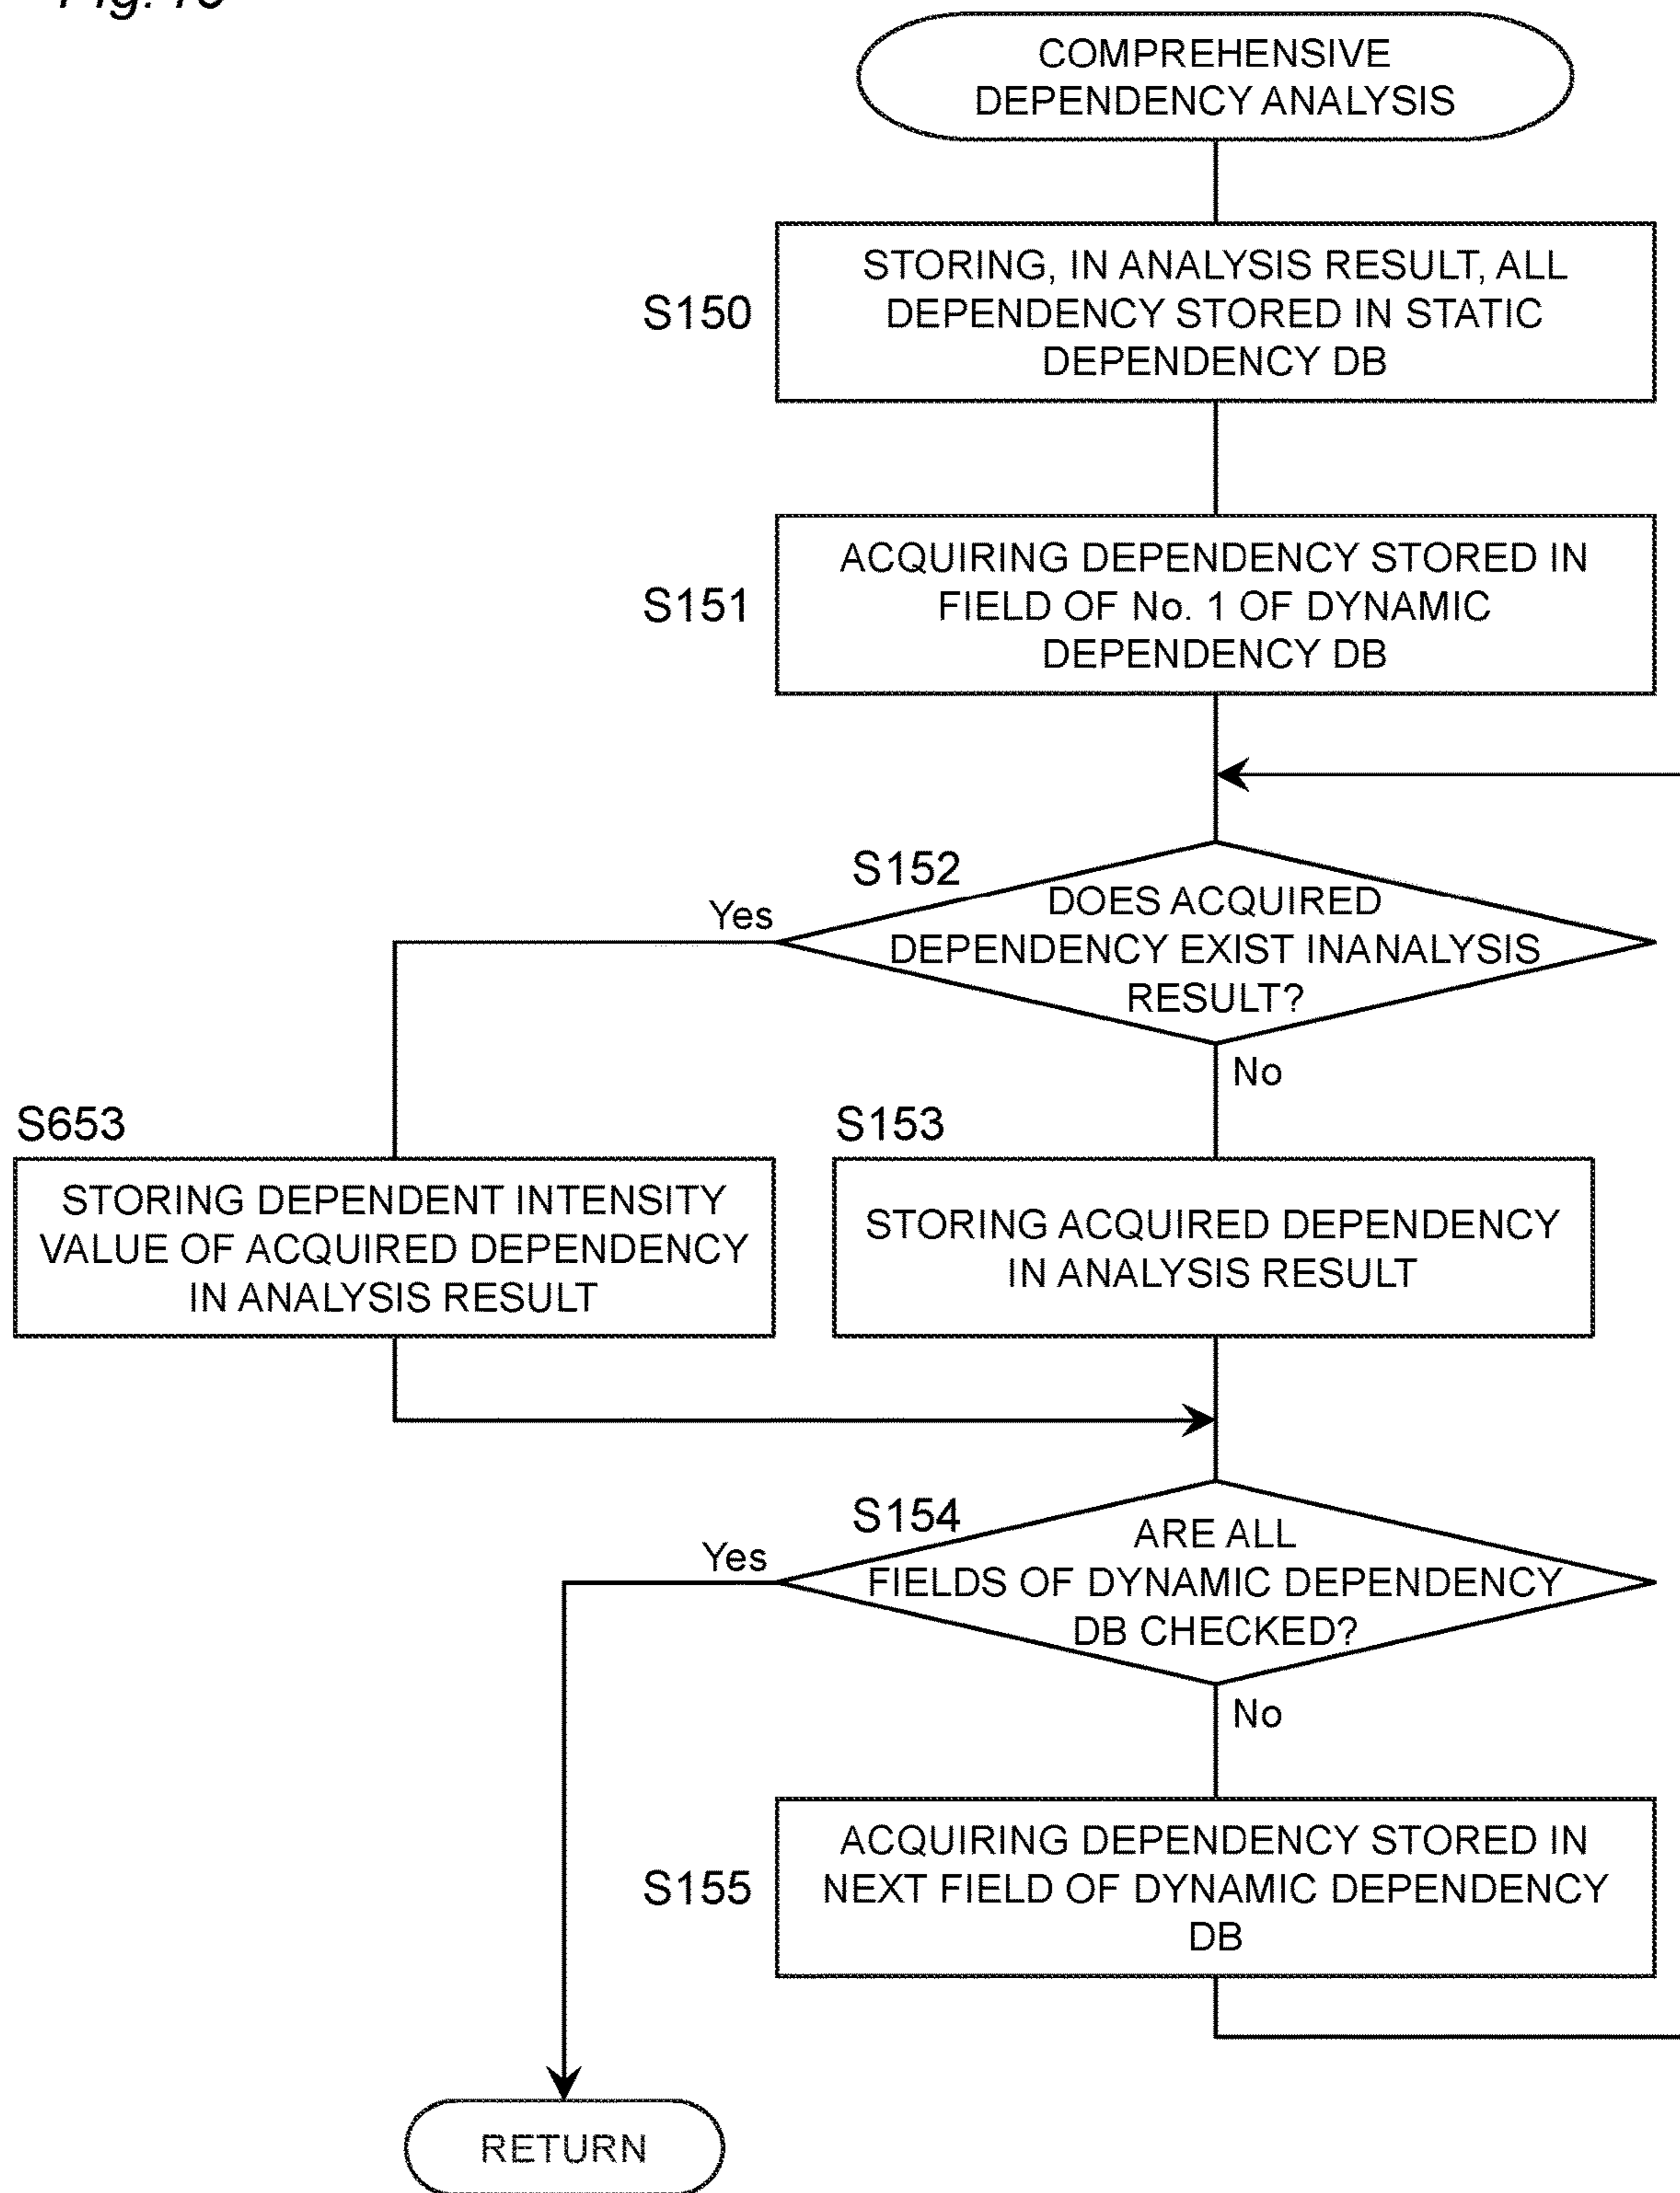 COMPREHENSIVE
DEPENDENCY ANALYSIS
S150
STORING, IN ANALYSIS RESULT, ALL
DEPENDENCY STORED IN STATIC
DEPENDENCY DB
S151
ACQUIRING DEPENDENCY STORED IN
FIELD OF No. 1 OF DYNAMIC
DEPENDENCY DB
S152
DOES ACQUIRED
DEPENDENCY EXIST INANALYSIS
RESULT?
Yes
No
S653
STORING DEPENDENT INTENSITY
VALUE OF ACQUIRED DEPENDENCY
IN ANALYSIS RESULT
S153
STORING ACQUIRED DEPENDENCY
IN ANALYSIS RESULT
S154
ARE ALL
FIELDS OF DYNAMIC DEPENDENCY
DB CHECKED?
Yes
No
S155
ACQUIRING DEPENDENCY STORED IN
NEXT FIELD OF DYNAMIC DEPENDENCY
DB
RETURN